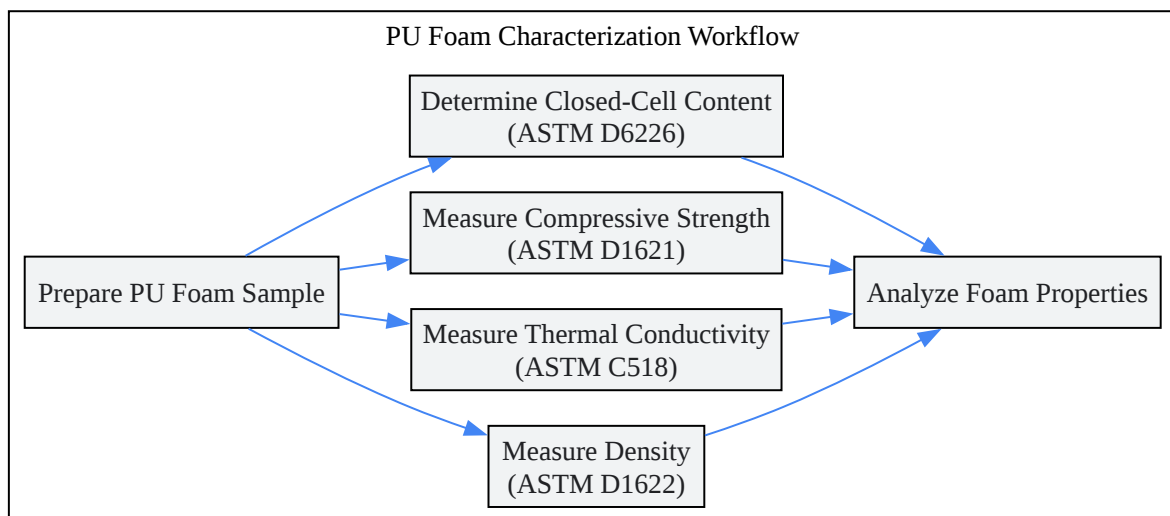 PU Foam Characterization Workflow
Determine Closed-Cell Content
(ASTM D6226)
Measure Compressive Strength
(ASTM D1621)
Prepare PU Foam Sample
Analyze Foam Properties
Measure Thermal Conductivity
(ASTM C518)
Measure Density
(ASTM D1622)